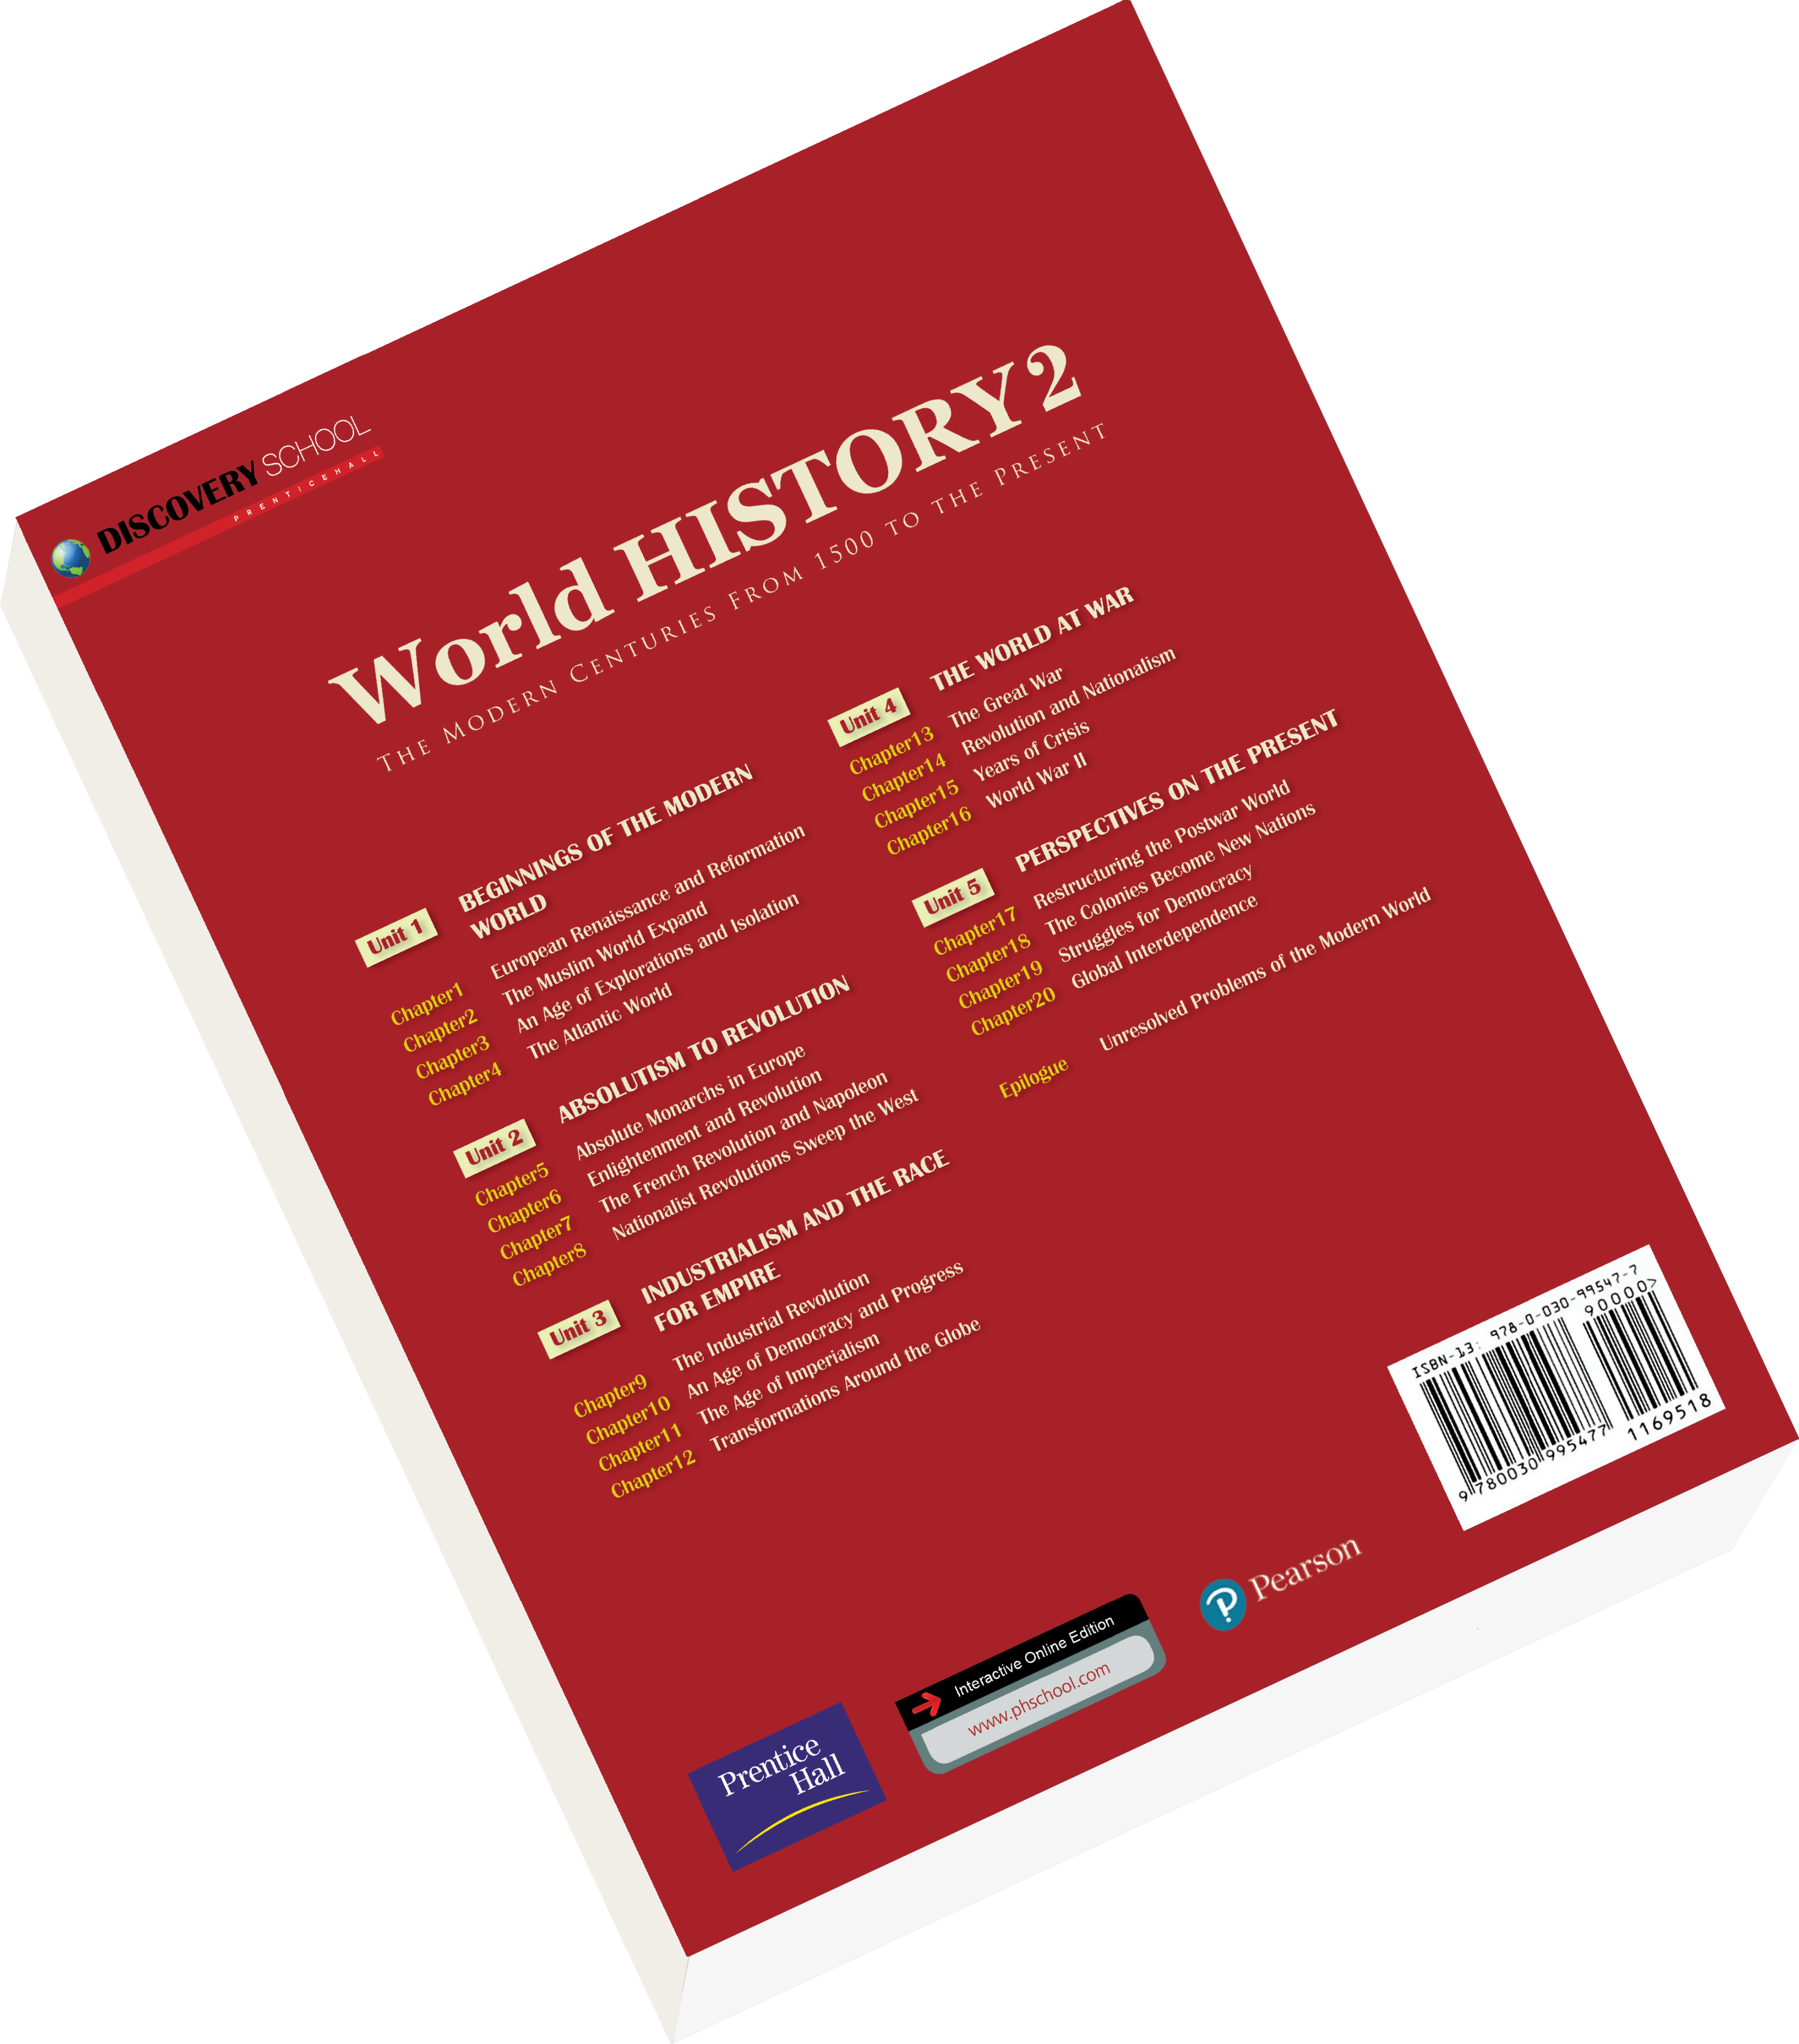 DISCOVERY SCHOOL
PRENTICEHALL
World HISTORY2
THE MODERN CENTURIES FROM 1500 TO THE PRESENT
Unit 1 BEGINNINGS OF THE MODERN
WORLD
Chapter1 European Renaissance and Reformation
Chapter2 The Muslim World Expand
Chapter3 An Age of Explorations and Isolation
Chapter4 The Atlantic World
Unit 2 ABSOLUTISM TO REVOLUTION
Chapter5 Absolute Monarchs in Europe
Chapter6 Enlightenment and Revolution
Chapter7 The French Revolution and Napoleon
Chapter8 Nationalist Revolutions Sweep the West
Unit 3 INDUSTRIALISM AND THE RACE
FOR EMPIRE
Chapter9 The Industrial Revolution
Chapter10 An Age of Democracy and Progress
Chapter11 The Age of Imperialism
Chapter12 Transformations Around the Globe
Unit 4 THE WORLD AT WAR
Chapter13 The Great War
Chapter14 Revolution and Nationalism
Chapter15 Years of Crisis
Chapter16 World War II
Unit 5 PERSPECTIVES ON THE PRESENT
Chapter17 Restructuring the Postwar World
Chapter18 The Colonies Become New Nations
Chapter19 Struggles for Democracy
Chapter20 Global Interdependence
Epilogue Unresolved Problems of the Modern World
Prentice
Hall
Interactive Online Edition
www.phschool.com
Pearson
ISBN-13: 978-0-030-99547-7
90000>
9 780030 995477
1169518